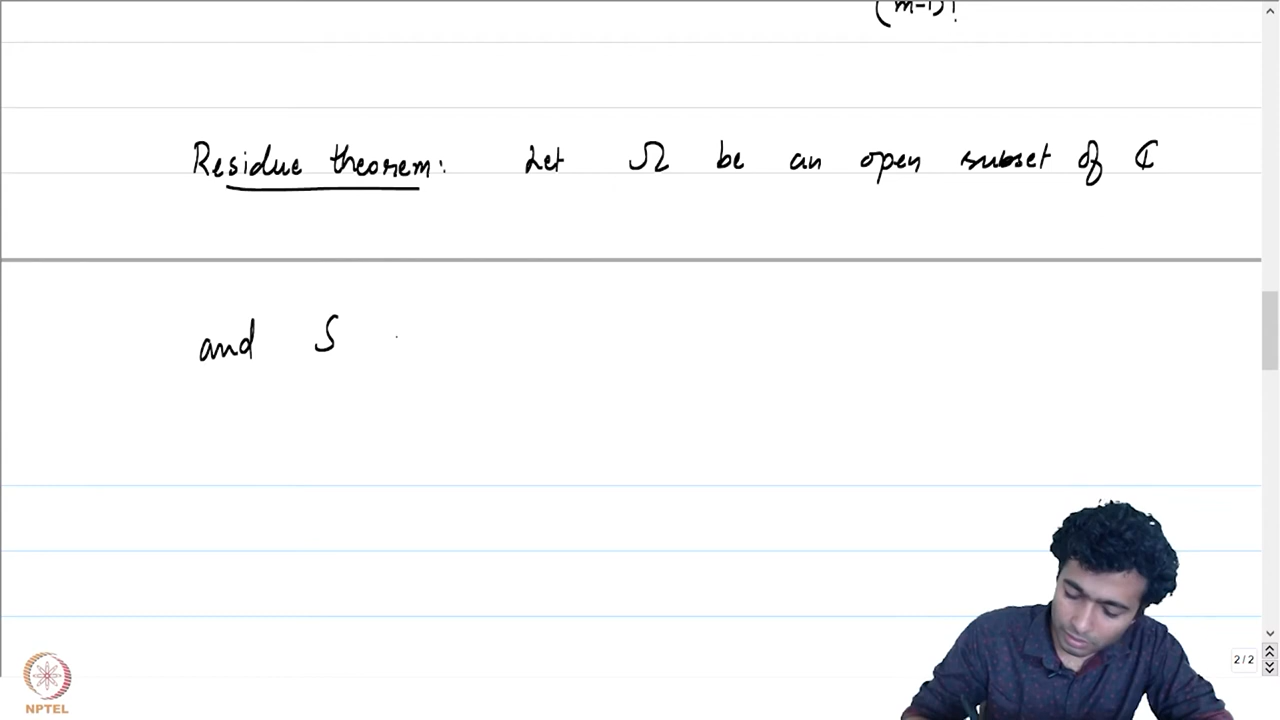 (m-1)!
Residue theorem: Let Ω be an open subset of ℂ
and S
2/2
NPTEL